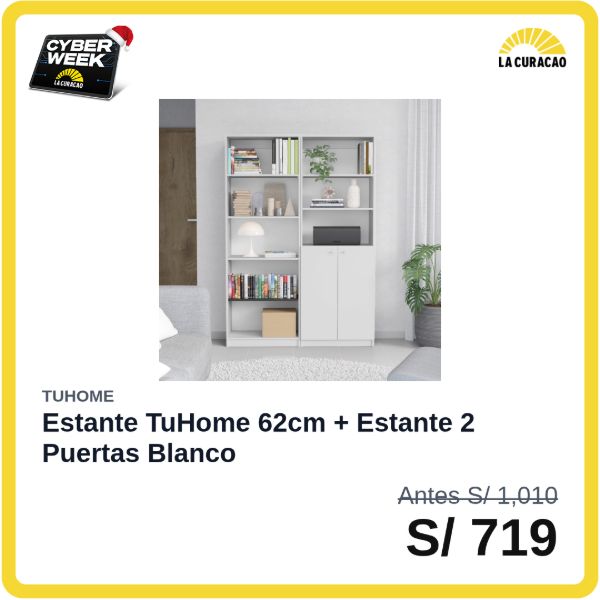 CYBER
WEEK
LA CURACAO
LA CURACAO
TUHOME
Estante TuHome 62cm + Estante 2
Puertas Blanco
Antes S/ 1,010
S/ 719